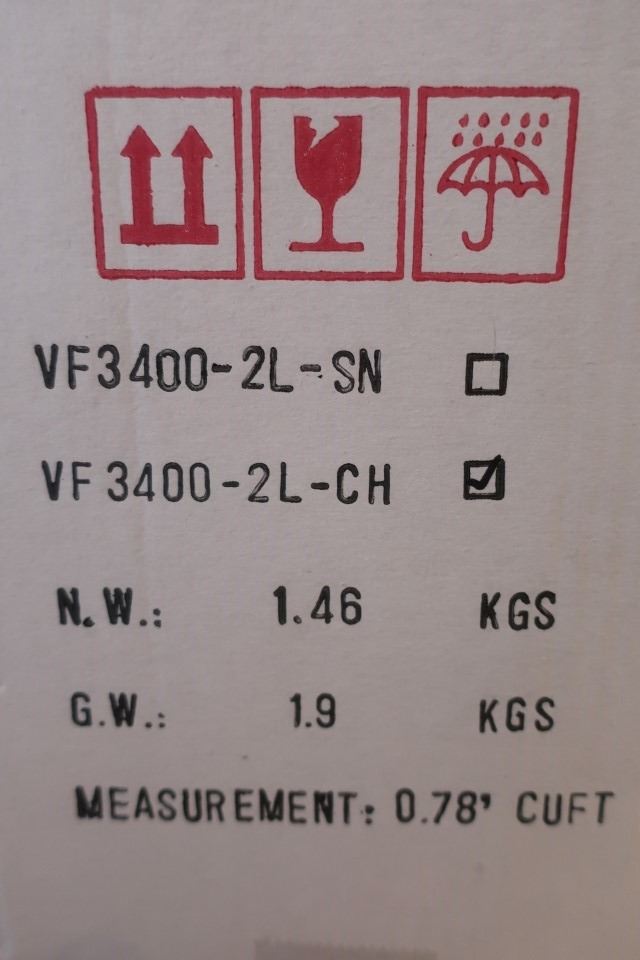 VF3400-2L-SN
VF3400-2L-CH
N.W.: 1.46 KGS
G.W.: 1.9 KGS
MEASUREMENT: 0.78' CUFT